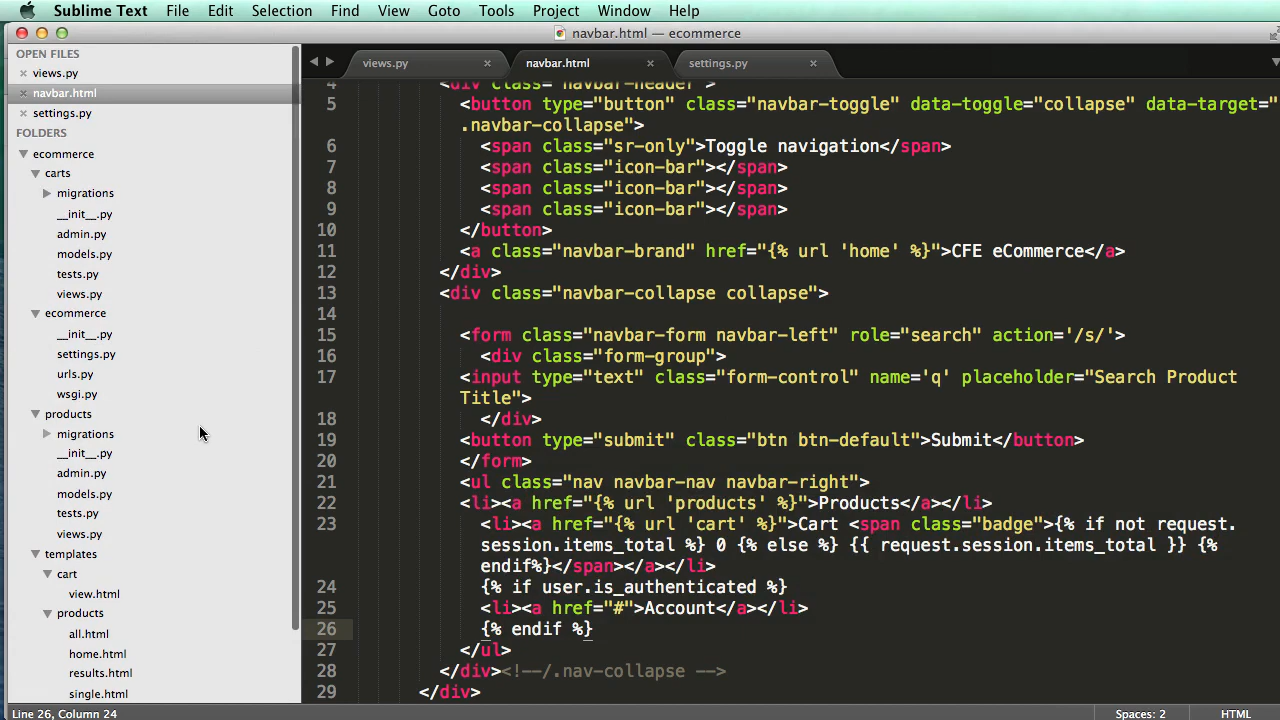 Sublime Text File Edit Selection Find View Goto Tools Project Window Help
navbar.html — ecommerce
OPEN FILES
views.py
navbar.html
settings.py
FOLDERS
ecommerce
carts
migrations
__init__.py
admin.py
models.py
tests.py
views.py
ecommerce
__init__.py
settings.py
urls.py
wsgi.py
products
migrations
__init__.py
admin.py
models.py
tests.py
views.py
templates
cart
view.html
products
all.html
home.html
results.html
single.html
views.py navbar.html settings.py
4 <div class="navbar-header">
5 <button type="button" class="navbar-toggle" data-toggle="collapse" data-target="
.navbar-collapse">
6 <span class="sr-only">Toggle navigation</span>
7 <span class="icon-bar"></span>
8 <span class="icon-bar"></span>
9 <span class="icon-bar"></span>
10 </button>
11 <a class="navbar-brand" href="{% url 'home' %}">CFE eCommerce</a>
12 </div>
13 <div class="navbar-collapse collapse">
14
15 <form class="navbar-form navbar-left" role="search" action='/s/'>
16 <div class="form-group">
17 <input type="text" class="form-control" name='q' placeholder="Search Product
Title">
18 </div>
19 <button type="submit" class="btn btn-default">Submit</button>
20 </form>
21 <ul class="nav navbar-nav navbar-right">
22 <li><a href="{% url 'products' %}">Products</a></li>
23 <li><a href="{% url 'cart' %}">Cart <span class="badge">{% if not request.
session.items_total %} 0 {% else %} {{ request.session.items_total }} {%
endif%}</span></a></li>
24 {% if user.is_authenticated %}
25 <li><a href="#">Account</a></li>
26 {% endif %}
27 </ul>
28 </div><!--/.nav-collapse -->
29 </div>
Line 26, Column 24 Spaces: 2 HTML